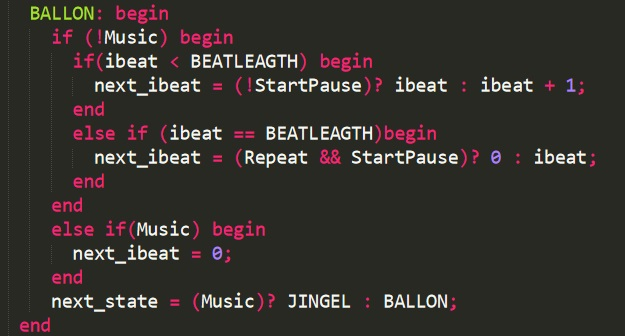 BALLON: begin
if (!Music) begin
if(ibeat < BEATLEAGTH) begin
next_ibeat = (!StartPause)? ibeat : ibeat + 1;
end
else if (ibeat == BEATLEAGTH)begin
next_ibeat = (Repeat && StartPause)? 0 : ibeat;
end
end
else if(Music) begin
next_ibeat = 0;
end
next_state = (Music)? JINGEL : BALLON;
end